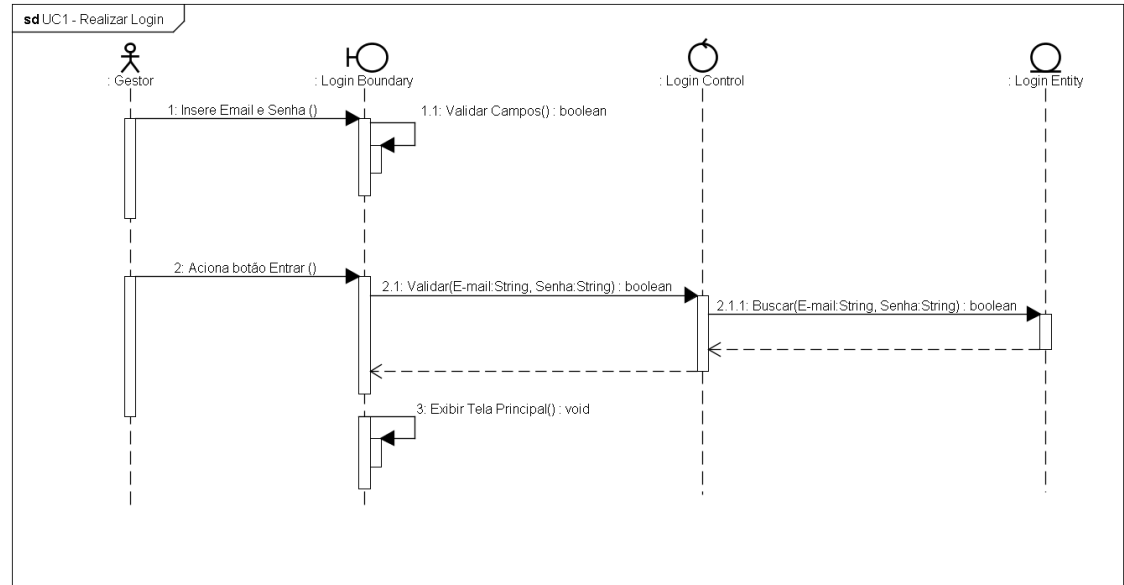 sd UC1 - Realizar Login
: Gestor
: Login Boundary
: Login Control
: Login Entity
1: Insere Email e Senha ()
1.1: Validar Campos() : boolean
2: Aciona botão Entrar ()
2.1: Validar(E-mail:String, Senha:String) : boolean
2.1.1: Buscar(E-mail:String, Senha:String) : boolean
3: Exibir Tela Principal() : void